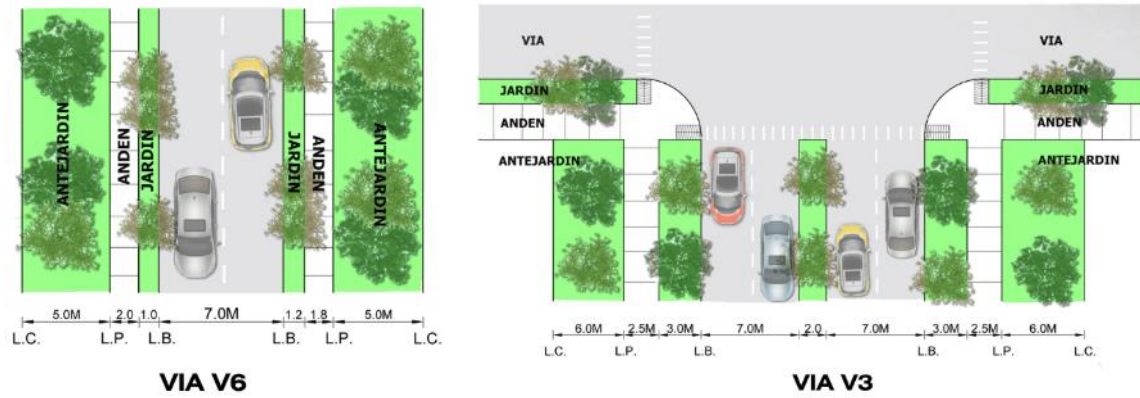 ANTEJARDIN
ANDEN
JARDIN
JARDIN
ANDEN
ANTEJARDIN
5.0M 2.0 1.0 7.0M 1.2 1.8 5.0M
L.C. L.P. L.B. L.B. L.P. L.C.
VIA V6
VIA VIA
JARDIN JARDIN
ANDEN ANDEN
ANTEJARDIN ANTEJARDIN
6.0M 2.5M 3.0M 7.0M 2.0 7.0M 3.0M 2.5M 6.0M
L.C. L.P. L.B. L.B. L.P. L.C.
VIA V3